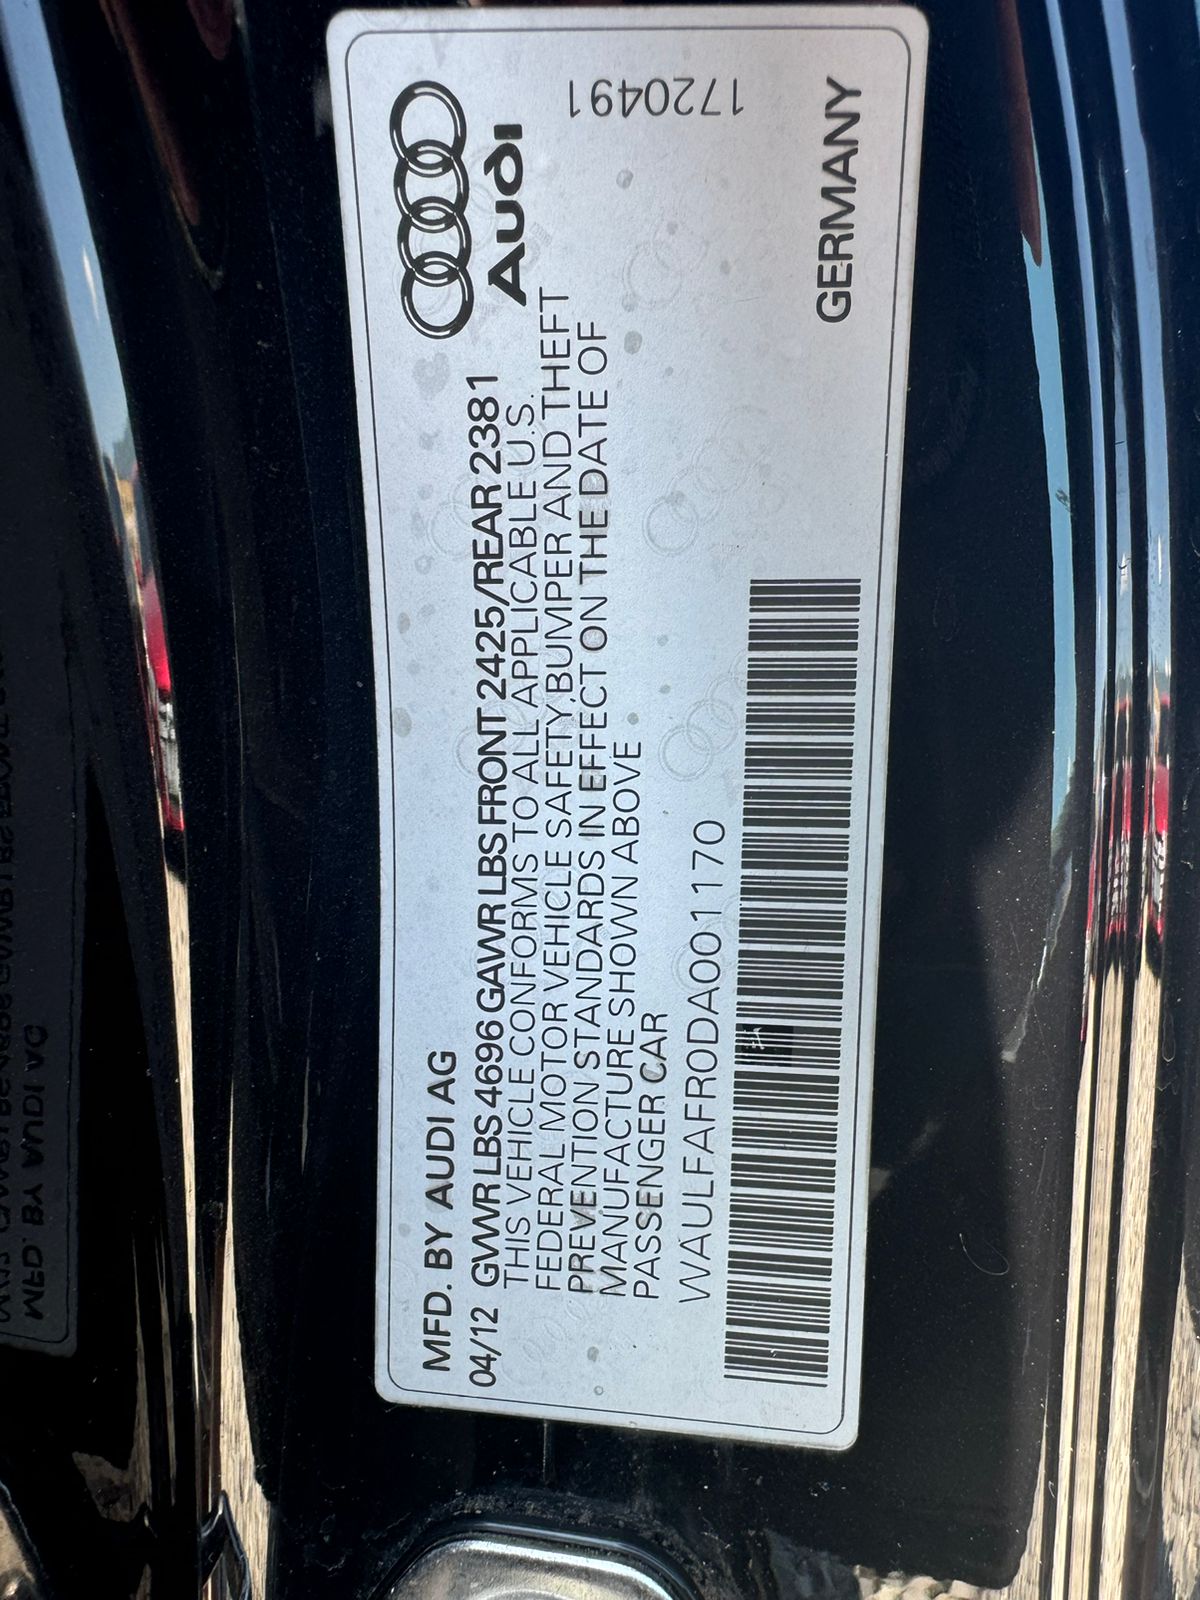 MFD. BY AUDI AG
04/12 GVWR LBS 4696 GAWR LBS FRONT 2425/REAR 2381
THIS VEHICLE CONFORMS TO ALL APPLICABLE U.S.
FEDERAL MOTOR VEHICLE SAFETY,BUMPER AND THEFT
PREVENTION STANDARDS IN EFFECT ON THE DATE OF
MANUFACTURE SHOWN ABOVE
PASSENGER CAR
WAULFAFR0DA001170
Audi
1720491
GERMANY
MFD. BY AUDI AG